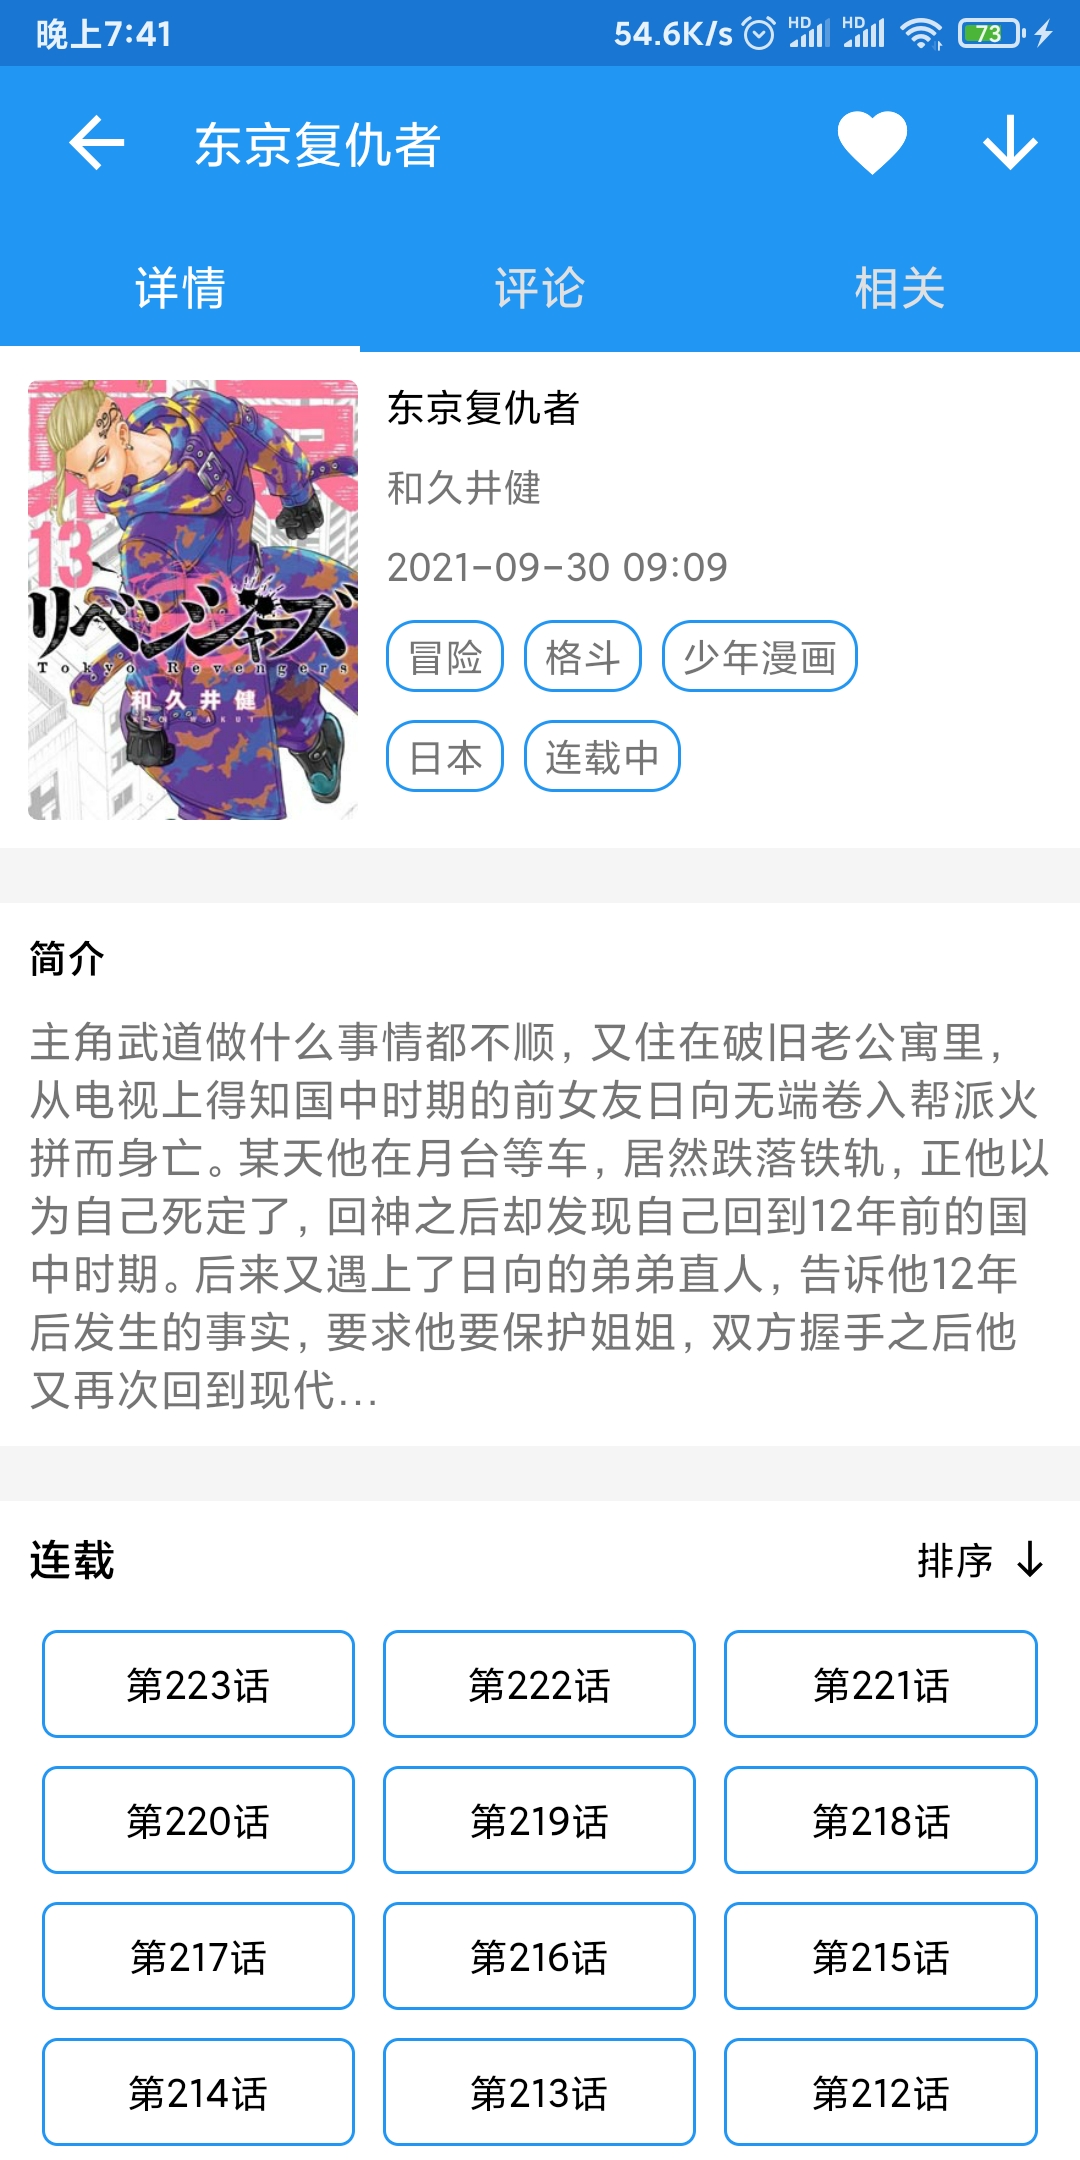 晚上7:41
54.6K/s
HD
HD
73
东京复仇者
详情
评论
相关
13
リベンジャーズ
Tokyo Revengers
和久井健
KEN WAKUI
东京复仇者
和久井健
2021-09-30 09:09
冒险
格斗
少年漫画
日本
连载中
简介
主角武道做什么事情都不顺，又住在破旧老公寓里，
从电视上得知国中时期的前女友日向无端卷入帮派火
拼而身亡。某天他在月台等车，居然跌落铁轨，正他以
为自己死定了，回神之后却发现自己回到12年前的国
中时期。后来又遇上了日向的弟弟直人，告诉他12年
后发生的事实，要求他要保护姐姐，双方握手之后他
又再次回到现代...
连载
排序
第223话
第222话
第221话
第220话
第219话
第218话
第217话
第216话
第215话
第214话
第213话
第212话